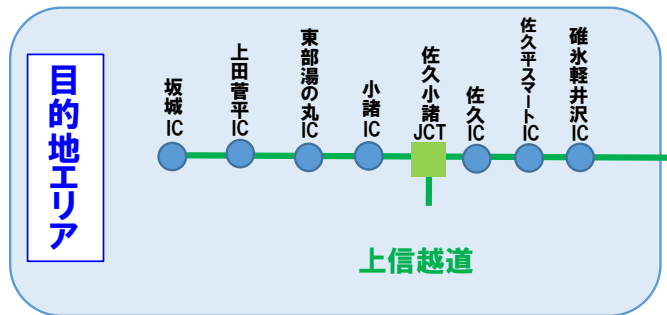 目的地エリア
坂城IC
上田菅平IC
東部湯の丸IC
小諸IC
佐久小諸JCT
佐久IC
佐久平スマートIC
碓氷軽井沢IC
上信越道